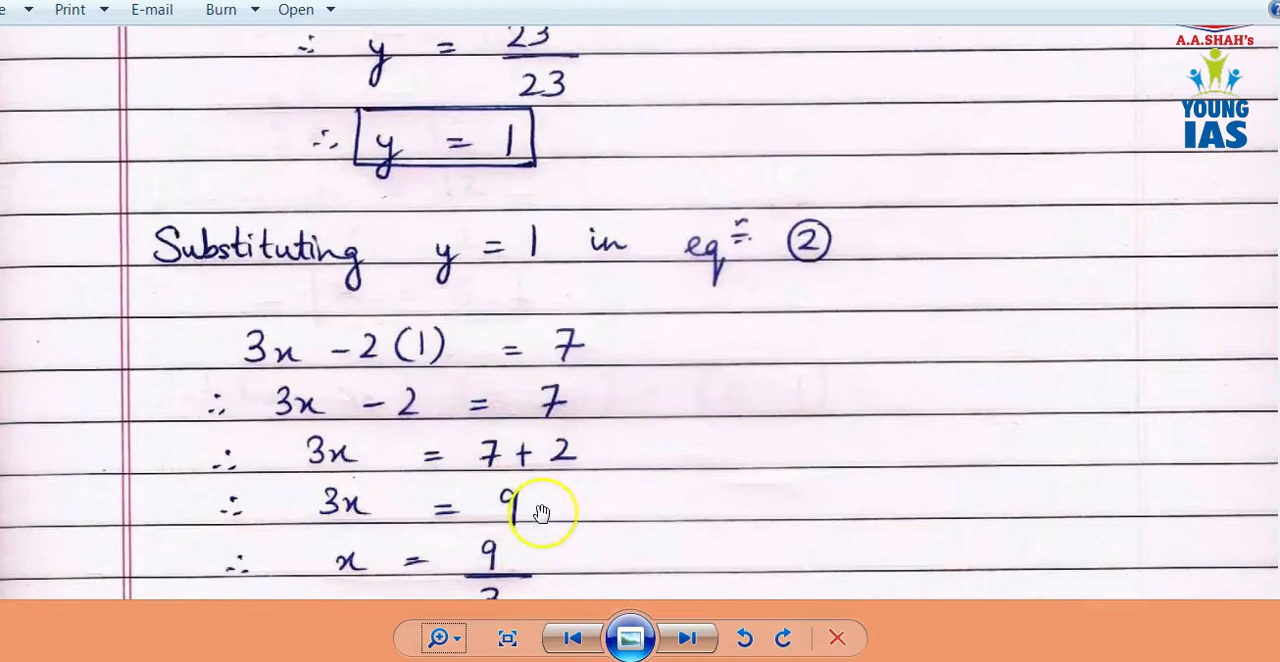 Print E-mail Burn Open
A.A.SHAH's
YOUNG
IAS
∴ y = 23/23
∴ y = 1
Substituting y = 1 in eqⁿ 2
3x - 2 (1) = 7
∴ 3x - 2 = 7
∴ 3x = 7 + 2
∴ 3x = 9
∴ x = 9